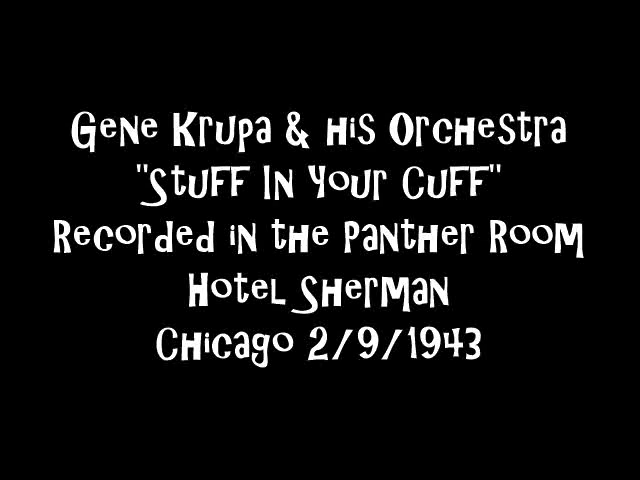 Gene Krupa & his Orchestra
"Stuff In Your Cuff"
Recorded in the Panther Room
Hotel Sherman
Chicago 2/9/1943